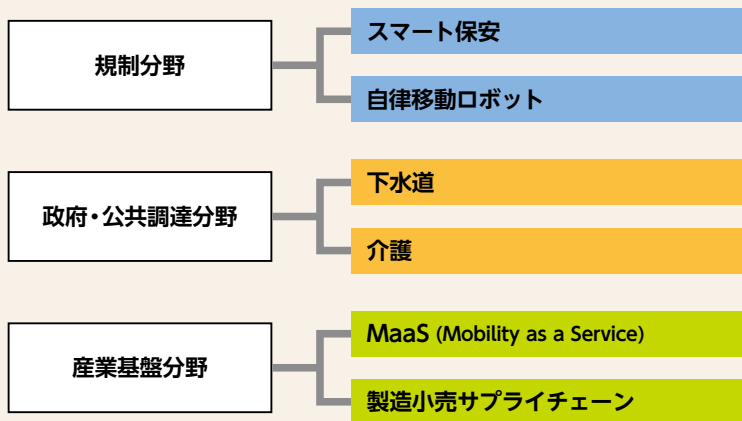 規制分野
スマート保安
自律移動ロボット
政府・公共調達分野
下水道
介護
産業基盤分野
MaaS (Mobility as a Service)
製造小売サプライチェーン